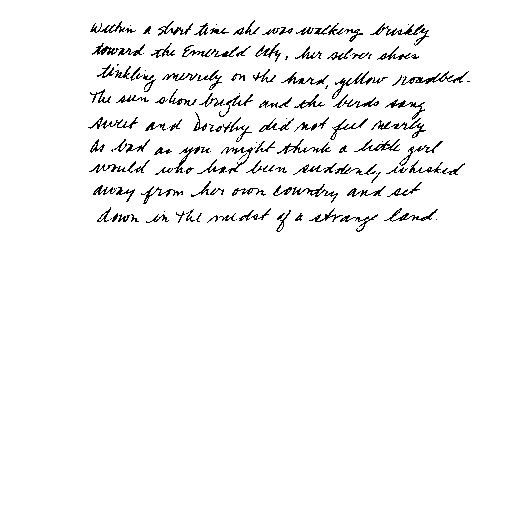 Within a short time she was walking briskly
toward the Emerald City, her silver shoes
tinkling merrily on the hard, yellow roadbed.
The sun shone bright and the birds sang
sweet and Dorothy did not feel nearly
as bad as you might think a little girl
would who had been suddenly whisked
away from her own country and set
down in the midst of a strange land.